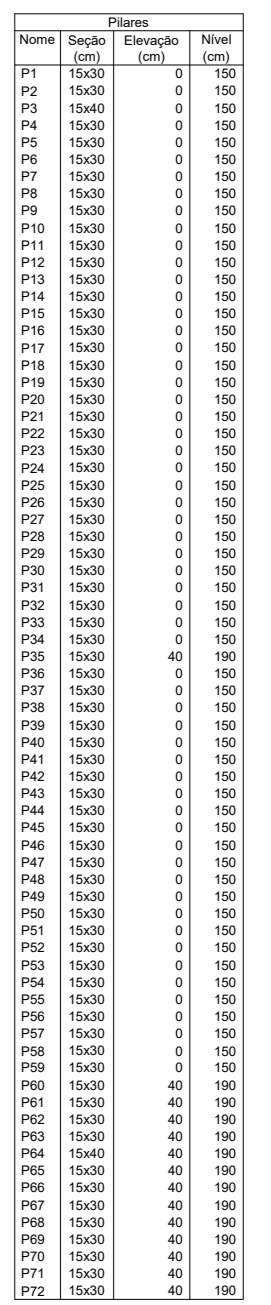 Pilares
Nome Seção Elevação Nível
(cm) (cm) (cm)
P1 15x30 0 150
P2 15x30 0 150
P3 15x40 0 150
P4 15x30 0 150
P5 15x30 0 150
P6 15x30 0 150
P7 15x30 0 150
P8 15x30 0 150
P9 15x30 0 150
P10 15x30 0 150
P11 15x30 0 150
P12 15x30 0 150
P13 15x30 0 150
P14 15x30 0 150
P15 15x30 0 150
P16 15x30 0 150
P17 15x30 0 150
P18 15x30 0 150
P19 15x30 0 150
P20 15x30 0 150
P21 15x30 0 150
P22 15x30 0 150
P23 15x30 0 150
P24 15x30 0 150
P25 15x30 0 150
P26 15x30 0 150
P27 15x30 0 150
P28 15x30 0 150
P29 15x30 0 150
P30 15x30 0 150
P31 15x30 0 150
P32 15x30 0 150
P33 15x30 0 150
P34 15x30 0 150
P35 15x30 40 190
P36 15x30 0 150
P37 15x30 0 150
P38 15x30 0 150
P39 15x30 0 150
P40 15x30 0 150
P41 15x30 0 150
P42 15x30 0 150
P43 15x30 0 150
P44 15x30 0 150
P45 15x30 0 150
P46 15x30 0 150
P47 15x30 0 150
P48 15x30 0 150
P49 15x30 0 150
P50 15x30 0 150
P51 15x30 0 150
P52 15x30 0 150
P53 15x30 0 150
P54 15x30 0 150
P55 15x30 0 150
P56 15x30 0 150
P57 15x30 0 150
P58 15x30 0 150
P59 15x30 0 150
P60 15x30 40 190
P61 15x30 40 190
P62 15x30 40 190
P63 15x30 40 190
P64 15x40 40 190
P65 15x30 40 190
P66 15x30 40 190
P67 15x30 40 190
P68 15x30 40 190
P69 15x30 40 190
P70 15x30 40 190
P71 15x30 40 190
P72 15x30 40 190